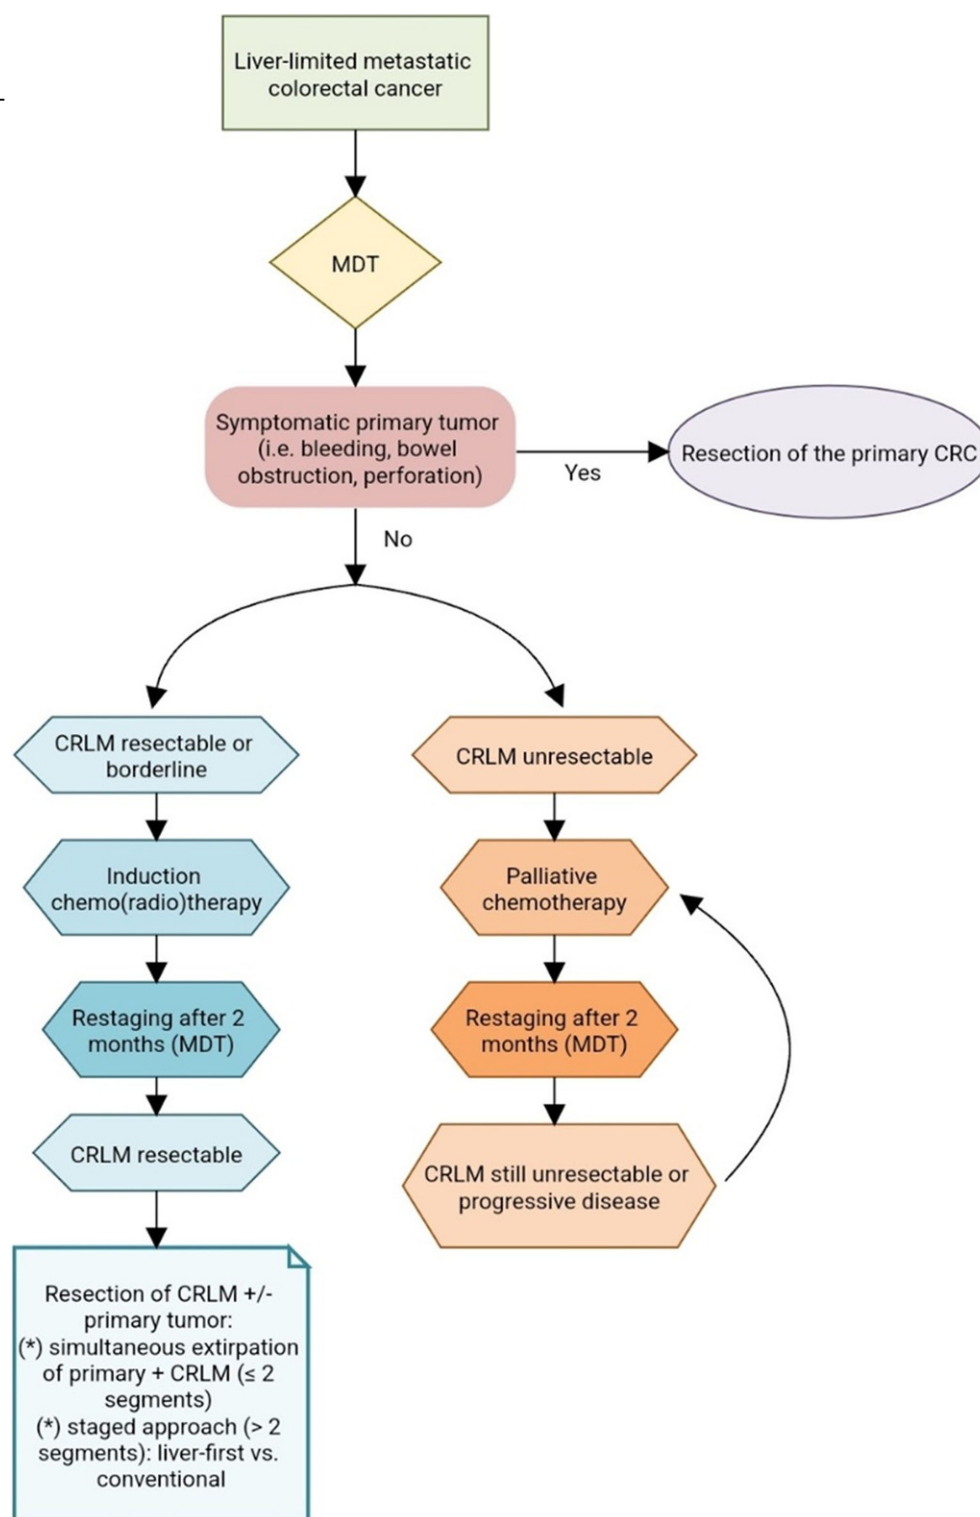 Liver-limited metastatic
colorectal cancer
MDT
Symptomatic primary tumor
(i.e. bleeding, bowel
obstruction, perforation)
Yes
Resection of the primary CRC
No
CRLM resectable or
borderline
Induction
chemo(radio)therapy
Restaging after 2
months (MDT)
CRLM resectable
Resection of CRLM +/-
primary tumor:
(*) simultaneous extirpation
of primary + CRLM (≤ 2
segments)
(*) staged approach (> 2
segments): liver-first vs.
conventional
CRLM unresectable
Palliative
chemotherapy
Restaging after 2
months (MDT)
CRLM still unresectable or
progressive disease